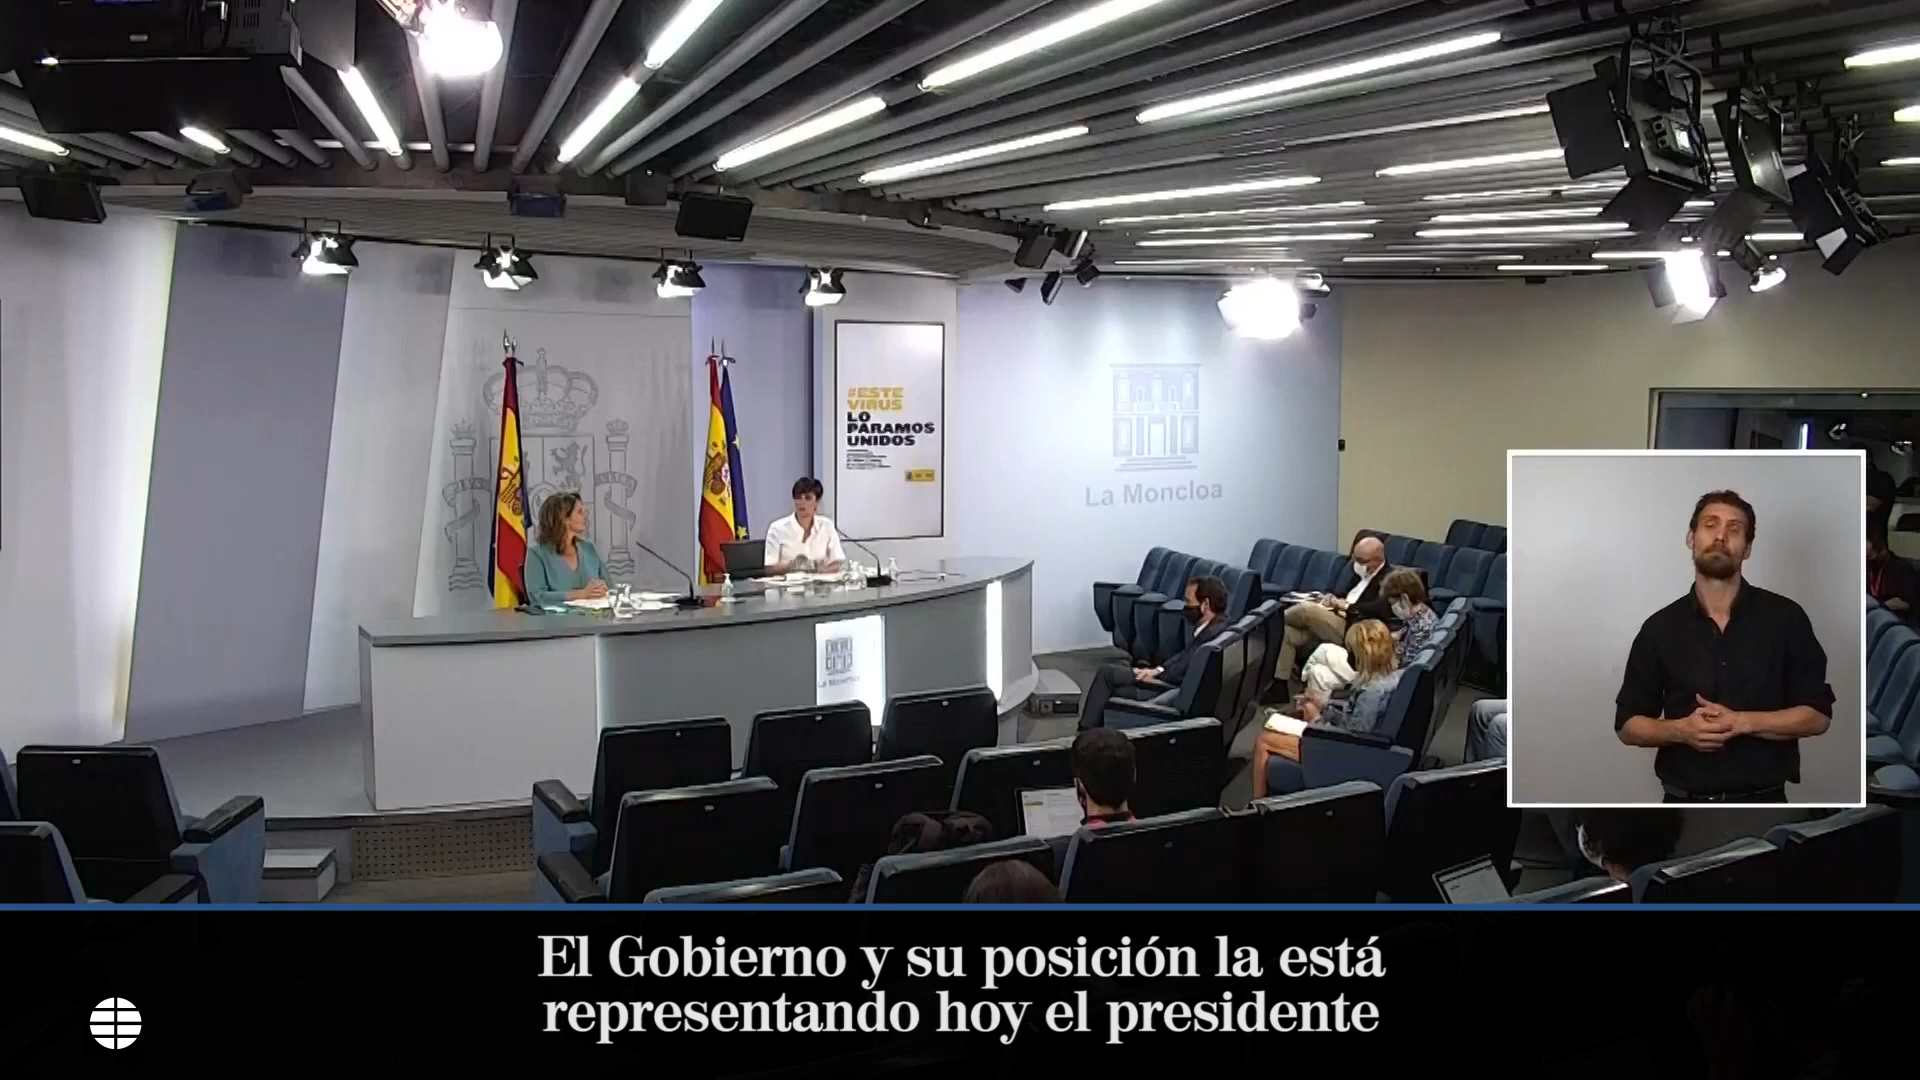 #ESTE
VIRUS
LO
PARAMOS
UNIDOS
La Moncloa
La Moncloa
El Gobierno y su posición la está
representando hoy el presidente